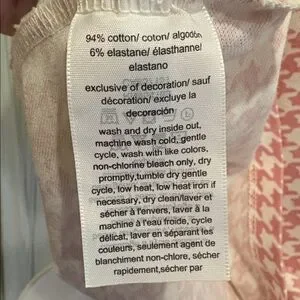 94% cotton/ coton/ algodón
6% elastane/ élasthanne/
elastano
exclusive of decoration/ sauf
décoration/ excluye la
decoración
wash and dry inside out,
machine wash cold, gentle
cycle, wash with like colors,
non-chlorine bleach only, dry
promptly,tumble dry gentle
cycle, low heat, low heat iron if
necessary, dry clean/laver et
sécher à l'envers, laver à la
machine à l'eau froide, cycle
délicat, laver en séparant les
couleurs, seulement agent de
blanchiment non chloré, sécher
rapidement,sécher par